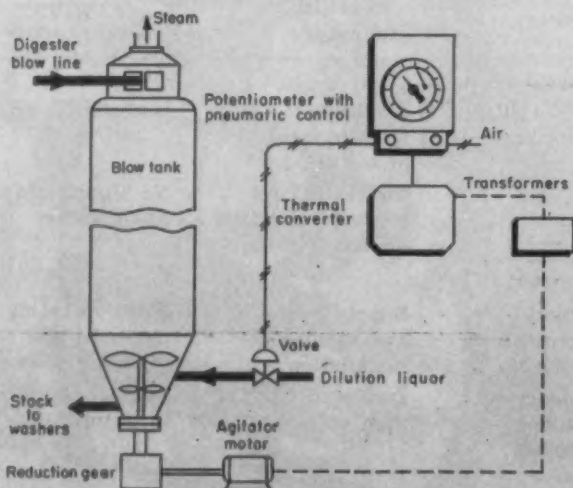 Steam
Digester
blow line
Potentiometer with
pneumatic control
Air
Blow tank
Transformers
Thermal
converter
Valve
Dilution liquor
Stock
to
washers
Agitator
motor
Reduction gear